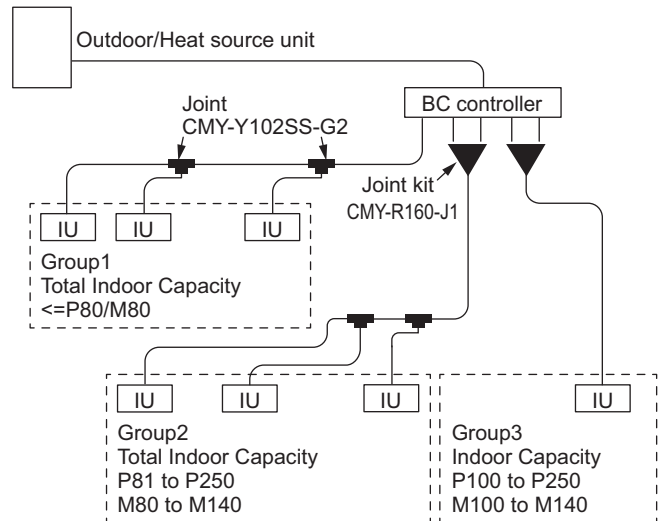 Outdoor/Heat source unit
BC controller
Joint
CMY-Y102SS-G2
Joint kit
CMY-R160-J1
IU
IU
IU
Group1
Total Indoor Capacity
<=P80/M80
IU
IU
IU
Group2
Total Indoor Capacity
P81 to P250
M80 to M140
IU
Group3
Indoor Capacity
P100 to P250
M100 to M140